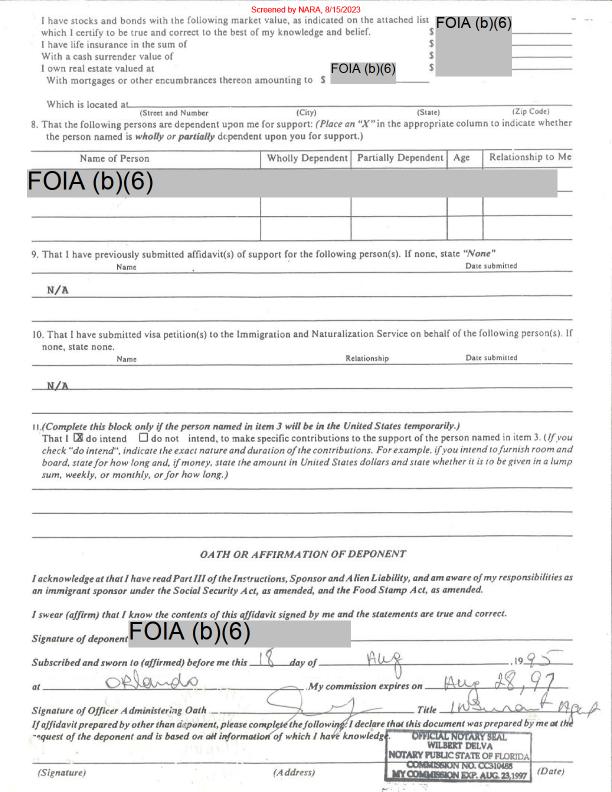 Screened by NARA, 8/15/2023
I have stocks and bonds with the following market value, as indicated on the attached list
which I certify to be true and correct to the best of my knowledge and belief. $ FOIA (b)(6)
I have life insurance in the sum of $
With a cash surrender value of
I own real estate valued at $
With mortgages or other encumbrances thereon amounting to $ FOIA (b)(6)
Which is located at
(Street and Number) (City) (State) (Zip Code)
8. That the following persons are dependent upon me for support: (Place an "X" in the appropriate column to indicate whether
the person named is wholly or partially dependent upon you for support.)
Name of Person Wholly Dependent Partially Dependent Age Relationship to Me
FOIA (b)(6)
9. That I have previously submitted affidavit(s) of support for the following person(s). If none, state "None"
Name Date submitted
N/A
10. That I have submitted visa petition(s) to the Immigration and Naturalization Service on behalf of the following person(s). If
none, state none.
Name Relationship Date submitted
N/A
11.(Complete this block only if the person named in item 3 will be in the United States temporarily.)
That I ☒ do intend ☐ do not intend, to make specific contributions to the support of the person named in item 3. (If you
check "do intend", indicate the exact nature and duration of the contributions. For example, if you intend to furnish room and
board, state for how long and, if money, state the amount in United States dollars and state whether it is to be given in a lump
sum, weekly, or monthly, or for how long.)
OATH OR AFFIRMATION OF DEPONENT
I acknowledge at that I have read Part III of the Instructions, Sponsor and Alien Liability, and am aware of my responsibilities as
an immigrant sponsor under the Social Security Act, as amended, and the Food Stamp Act, as amended.
I swear (affirm) that I know the contents of this affidavit signed by me and the statements are true and correct.
Signature of deponent FOIA (b)(6)
Subscribed and sworn to (affirmed) before me this 18 day of Aug , 19 95
at Orlando My commission expires on Aug 28, 97
Signature of Officer Administering Oath Title Insurant Agent
If affidavit prepared by other than deponent, please complete the following: I declare that this document was prepared by me at the
request of the deponent and is based on all information of which I have knowledge.
OFFICIAL NOTARY SEAL
WILBERT DELVA
NOTARY PUBLIC STATE OF FLORIDA
COMMISSION NO. CC310485
MY COMMISSION EXP. AUG. 23,1997
(Signature) (Address) (Date)